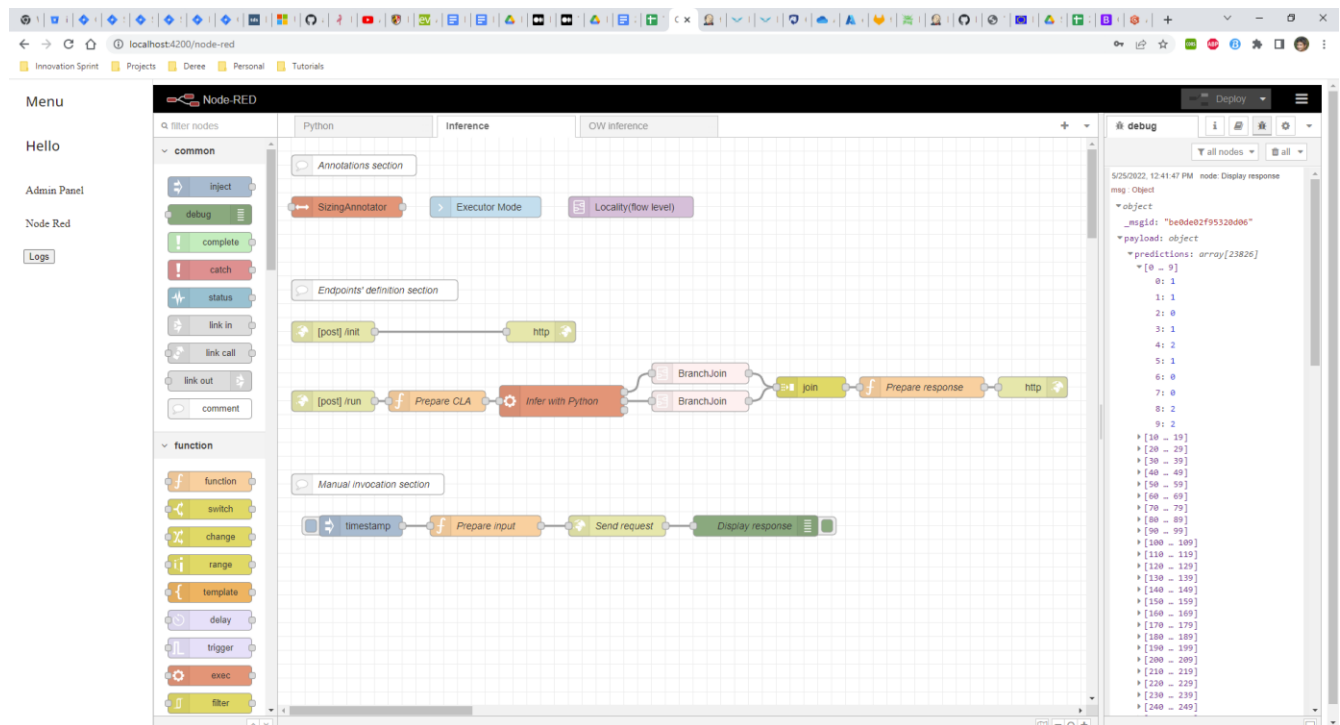 localhost:4200/node-red
Innovation Sprint Projects Deree Personal Tutorials
Menu
Hello
Admin Panel
Node Red
Logs
Node-RED
Deploy
filter nodes
common
inject
debug
complete
catch
status
link in
link call
link out
comment
function
function
switch
change
range
template
delay
trigger
exec
filter
Python Inference OW inference
Annotations section
SizingAnnotator Executor Mode Locality(flow level)
Endpoints' definition section
[post] /init http
BranchJoin
[post] /run Prepare CLA Infer with Python BranchJoin join Prepare response http
Manual invocation section
timestamp Prepare input Send request Display response
debug
all nodes all
5/25/2022, 12:41:47 PM node: Display response
msg : Object
object
_msgid: "be0de02f95320d06"
payload: object
predictions: array[23826]
[0 … 9]
0: 1
1: 1
2: 0
3: 1
4: 2
5: 1
6: 0
7: 0
8: 2
9: 2
[10 … 19]
[20 … 29]
[30 … 39]
[40 … 49]
[50 … 59]
[60 … 69]
[70 … 79]
[80 … 89]
[90 … 99]
[100 … 109]
[110 … 119]
[120 … 129]
[130 … 139]
[140 … 149]
[150 … 159]
[160 … 169]
[170 … 179]
[180 … 189]
[190 … 199]
[200 … 209]
[210 … 219]
[220 … 229]
[230 … 239]
[240 … 249]